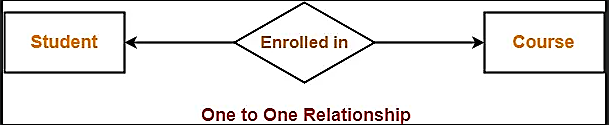 Student
Enrolled in
Course
One to One Relationship